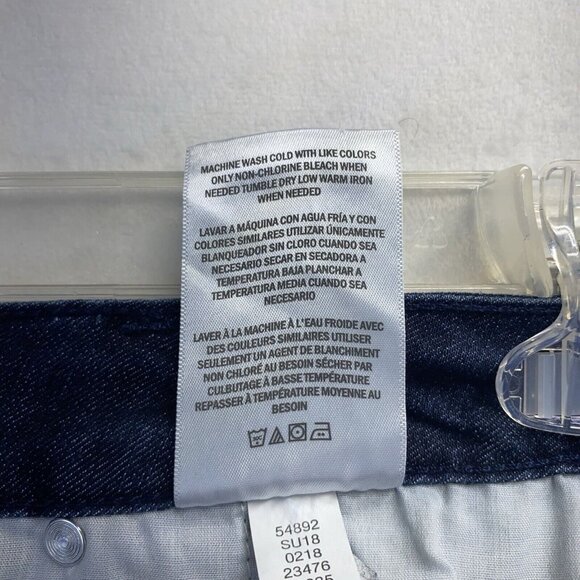 MACHINE WASH COLD WITH LIKE COLORS
ONLY NON-CHLORINE BLEACH WHEN
NEEDED TUMBLE DRY LOW WARM IRON
WHEN NEEDED
LAVAR A MÁQUINA CON AGUA FRÍA Y CON
COLORES SIMILARES UTILIZAR ÚNICAMENTE
BLANQUEADOR SIN CLORO CUANDO SEA
NECESARIO SECAR EN SECADORA A
TEMPERATURA BAJA PLANCHAR A
TEMPERATURA MEDIA CUANDO SEA
NECESARIO
LAVER À LA MACHINE À L'EAU FROIDE AVEC
DES COULEURS SIMILAIRES UTILISER
SEULEMENT UN AGENT DE BLANCHIMENT
NON CHLORÉ AU BESOIN SÉCHER PAR
CULBUTAGE À BASSE TEMPÉRATURE
REPASSER À TEMPÉRATURE MOYENNE AU
BESOIN
54892
SU18
0218
23476